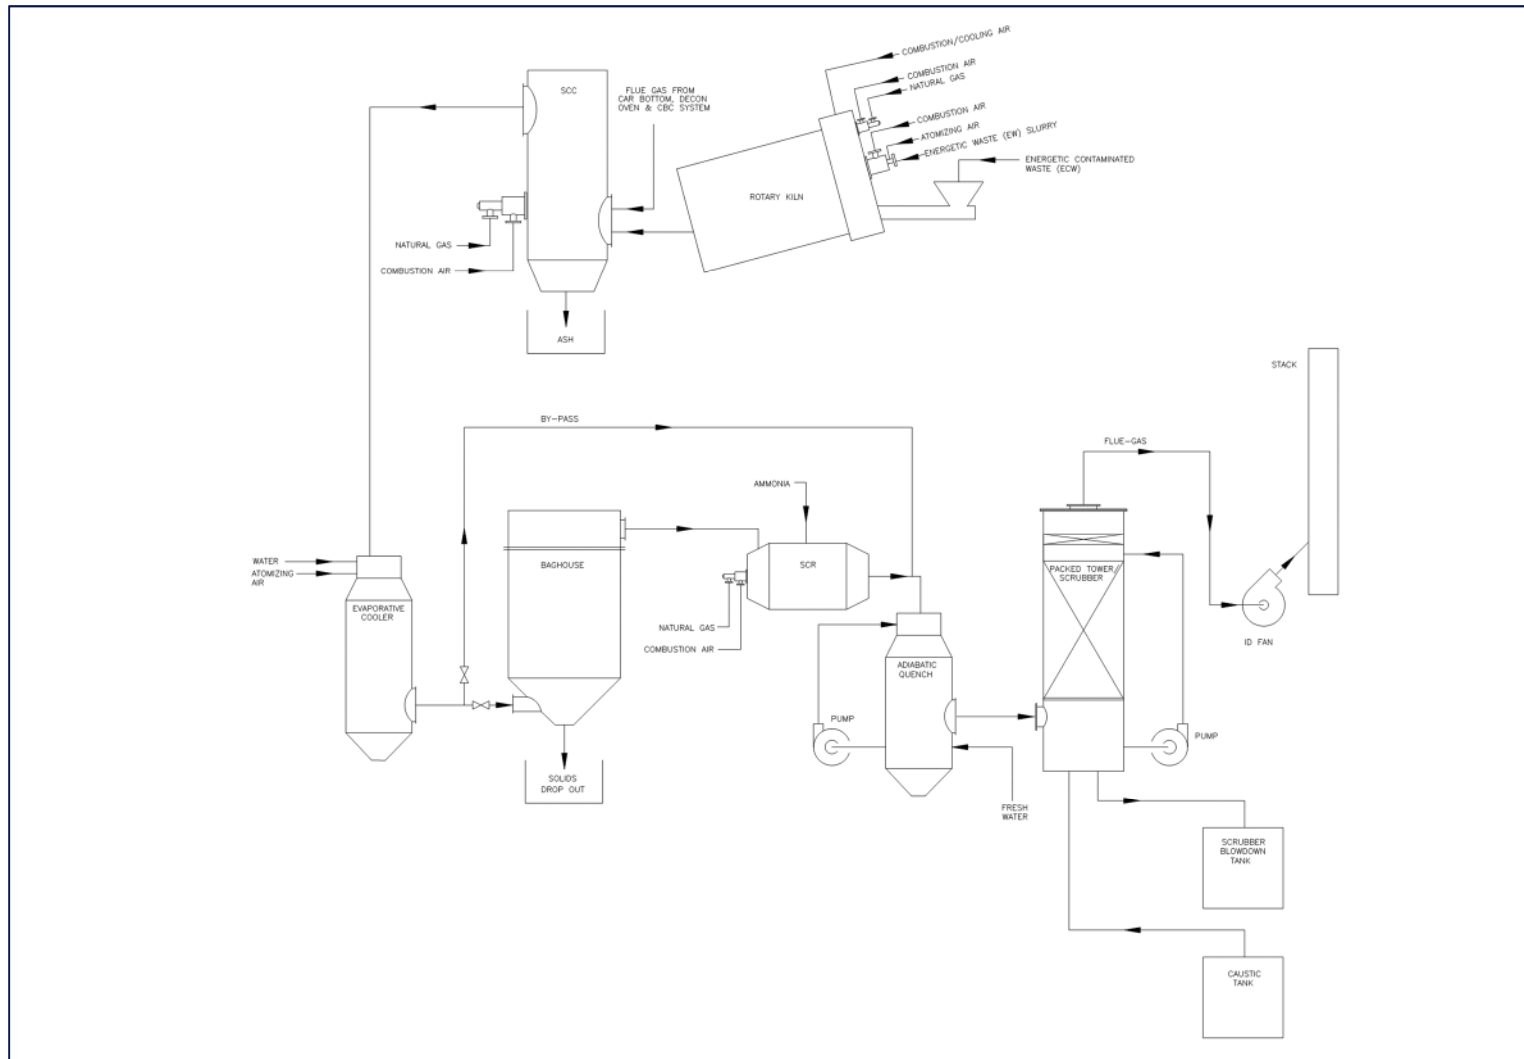 COMBUSTION/COOLING AIR
COMBUSTION AIR
NATURAL GAS
COMBUSTION AIR
ATOMIZING AIR
ENERGETIC WASTE (EW) SLURRY
ENERGETIC CONTAMINATED
WASTE (ECW)
SCC
FLUE GAS FROM
CAR BOTTOM, DECON
OVEN & CBC SYSTEM
ROTARY KILN
NATURAL GAS
COMBUSTION AIR
ASH
STACK
BY-PASS
FLUE-GAS
AMMONIA
WATER
ATOMIZING
AIR
BAGHOUSE
SCR
PACKED TOWER/
SCRUBBER
EVAPORATIVE
COOLER
NATURAL GAS
COMBUSTION AIR
ID FAN
ADIABATIC
QUENCH
PUMP
PUMP
SOLIDS
DROP OUT
FRESH
WATER
SCRUBBER
BLOWDOWN
TANK
CAUSTIC
TANK